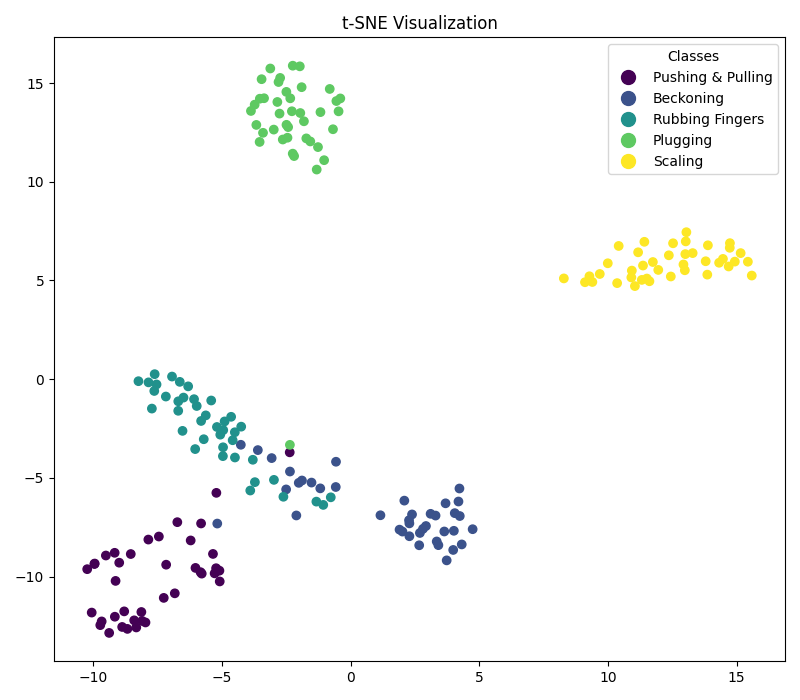 t-SNE Visualization
Classes
Pushing & Pulling
Beckoning
Rubbing Fingers
Plugging
Scaling
15
10
5
0
−5
−10
−10 −5 0 5 10 15